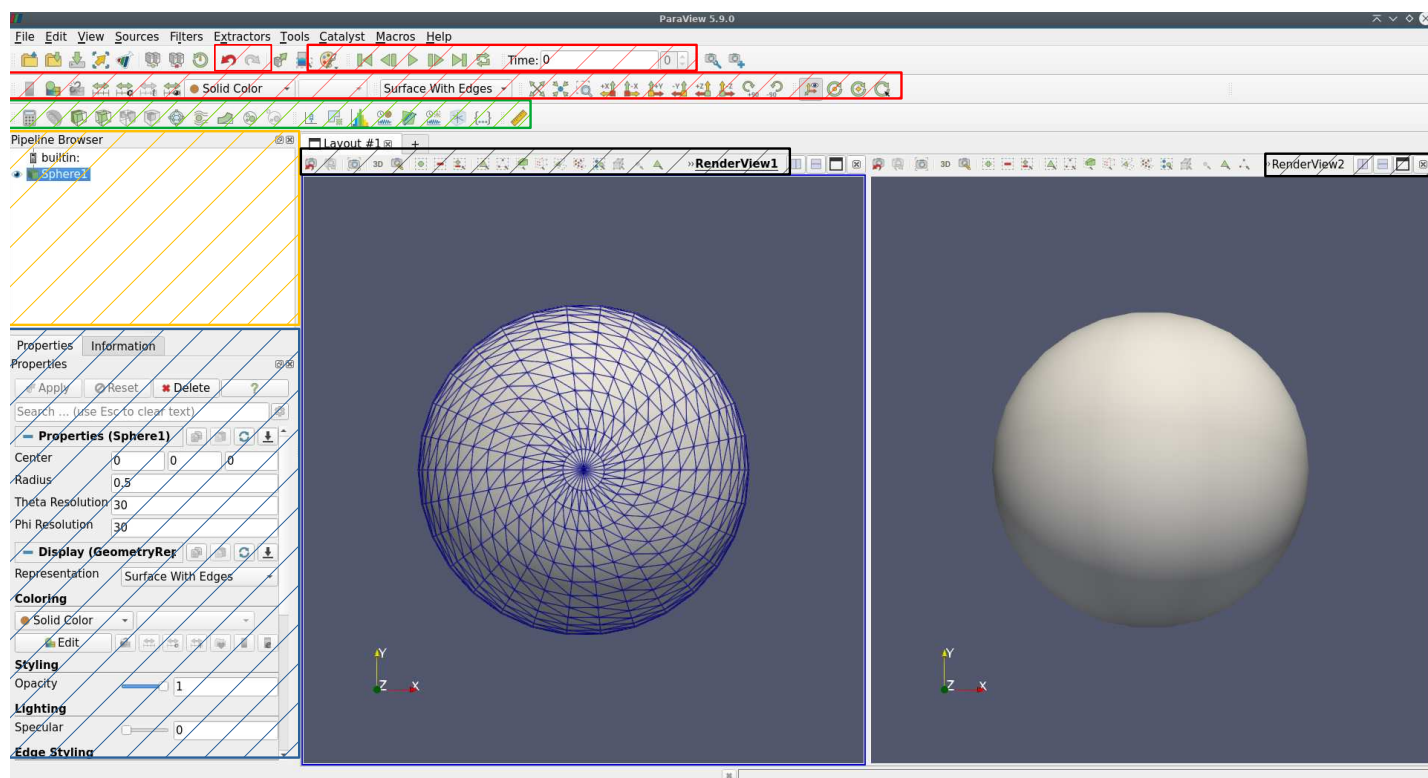 ParaView 5.9.0
File Edit View Sources Filters Extractors Tools Catalyst Macros Help
Time: 0 0
Solid Color Surface With Edges
Pipeline Browser
builtin:
Sphere1
Layout #1 +
3D RenderView1
3D RenderView2
Properties Information
Properties
Apply Reset Delete ?
Search ... (use Esc to clear text)
Properties (Sphere1)
Center 0 0 0
Radius 0.5
Theta Resolution 30
Phi Resolution 30
Display (GeometryRep
Representation Surface With Edges
Coloring
Solid Color
Edit
Styling
Opacity 1
Lighting
Specular 0
Edge Styling
Y
Z X
Y
Z X